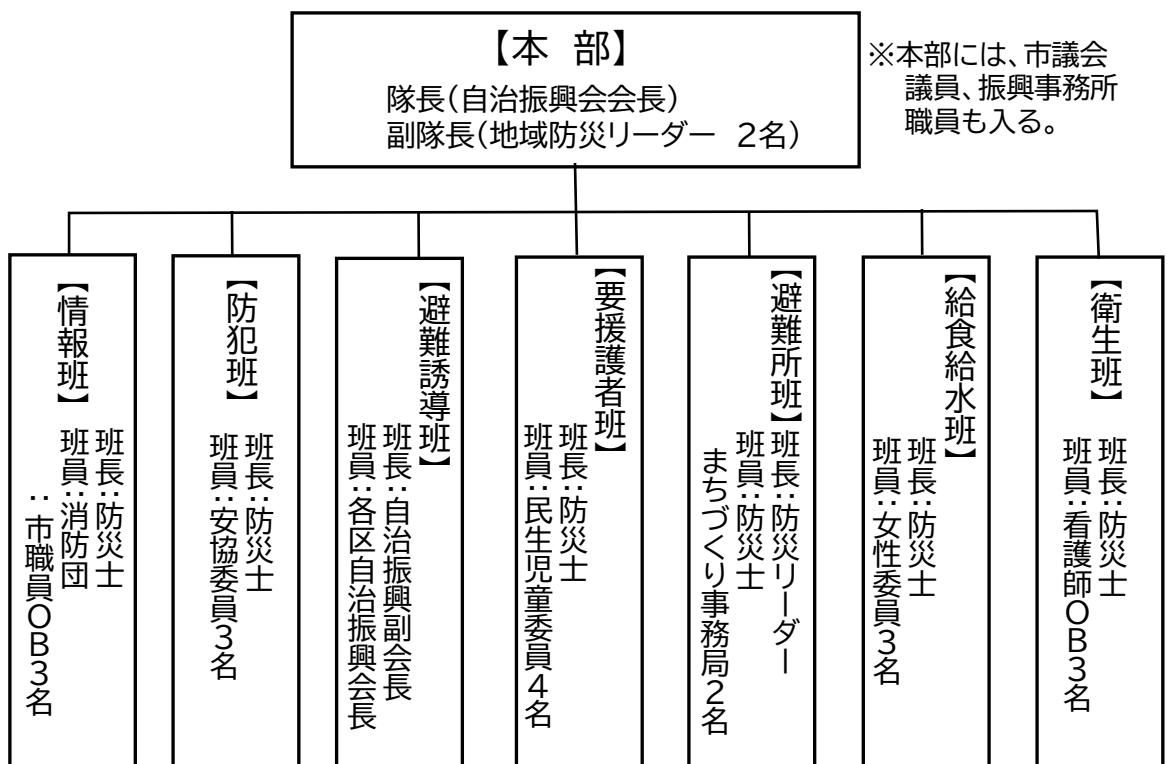 【本 部】
隊長(自治振興会会長)
副隊長(地域防災リーダー 2名)
※本部には、市議会
議員、振興事務所
職員も入る。
【情報班】
班長:防災士
班員:消防団
:市職員OB3名
【防犯班】
班長:防災士
班員:安協委員3名
【避難誘導班】
班長:自治振興副会長
班員:各区自治振興会長
【要援護者班】
班長:防災士
班員:民生児童委員4名
【避難所班】
班長:防災リーダー
班員:防災士
まちづくり事務局2名
【給食給水班】
班長:防災士
班員:女性委員3名
【衛生班】
班長:防災士
班員:看護師OB3名